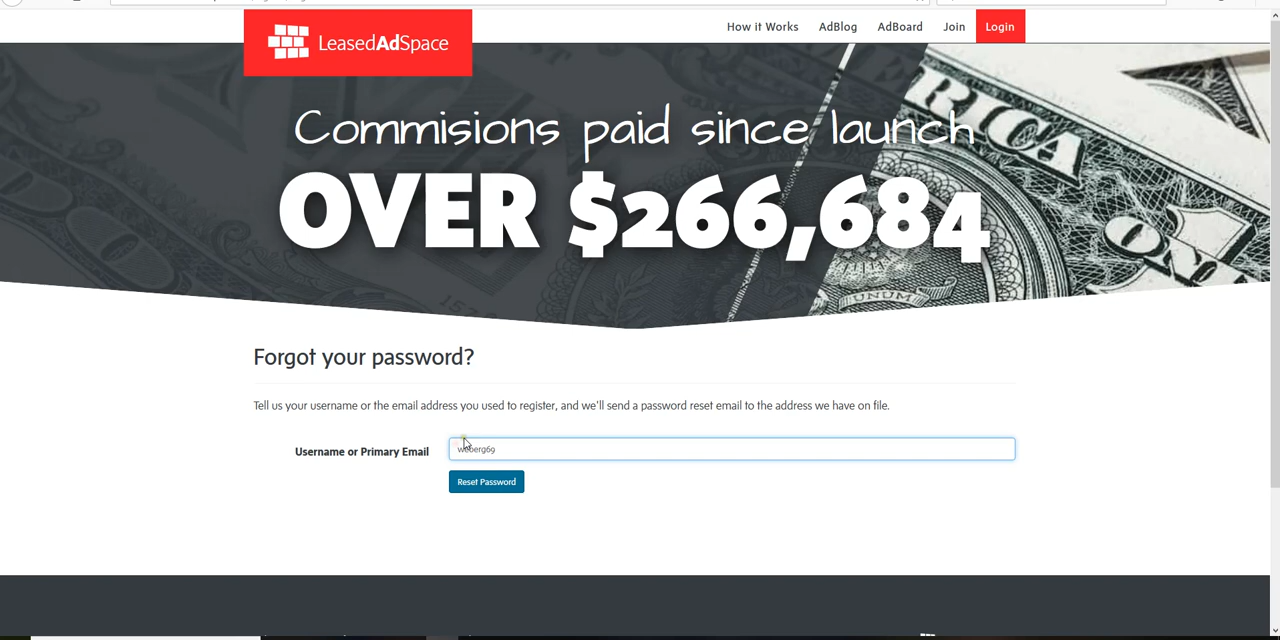 LeasedAdSpace
How it Works AdBlog AdBoard Join Login
Commisions paid since launch
OVER $266,684
Forgot your password?
Tell us your username or the email address you used to register, and we'll send a password reset email to the address we have on file.
Username or Primary Email
weberg69
Reset Password